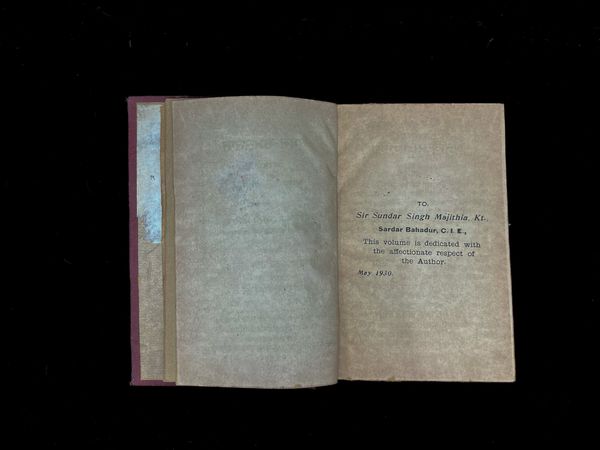 TO,
Sir Sundar Singh Majithia, Kt.,
Sardar Bahadur, C. I. E.,
This volume is dedicated with
the affectionate respect of
the Author.
May 1930.